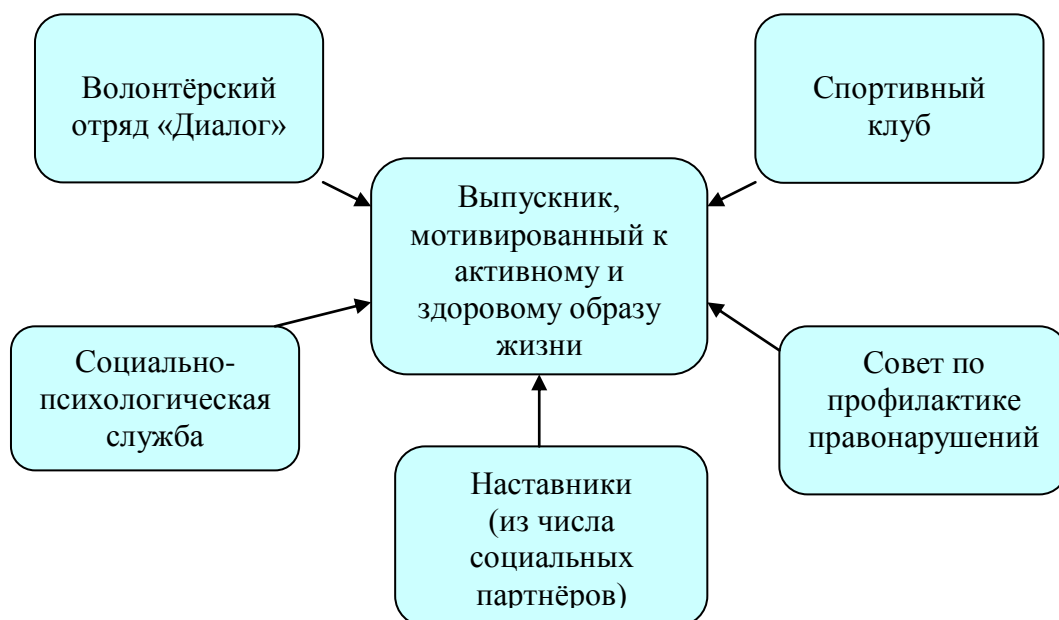 Волонтёрский
отряд «Диалог»
Спортивный
клуб
Выпускник,
мотивированный к
активному и
здоровому образу
жизни
Социально-
психологическая
служба
Совет по
профилактике
правонарушений
Наставники
(из числа
социальных
партнёров)